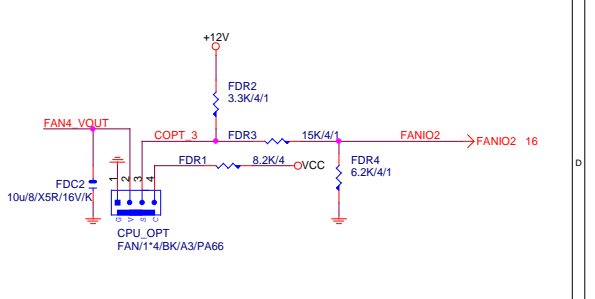 +12V
FDR2
3.3K/4/1
FAN4_VOUT
COPT_3
FDR3
15K/4/1
FANIO2
FANIO2 16
FDR1
8.2K/4
VCC
FDR4
6.2K/4/1
D
FDC2
10u/8/X5R/16V/K
1
2
3
4
G
V
S
C
CPU_OPT
FAN/1*4/BK/A3/PA66